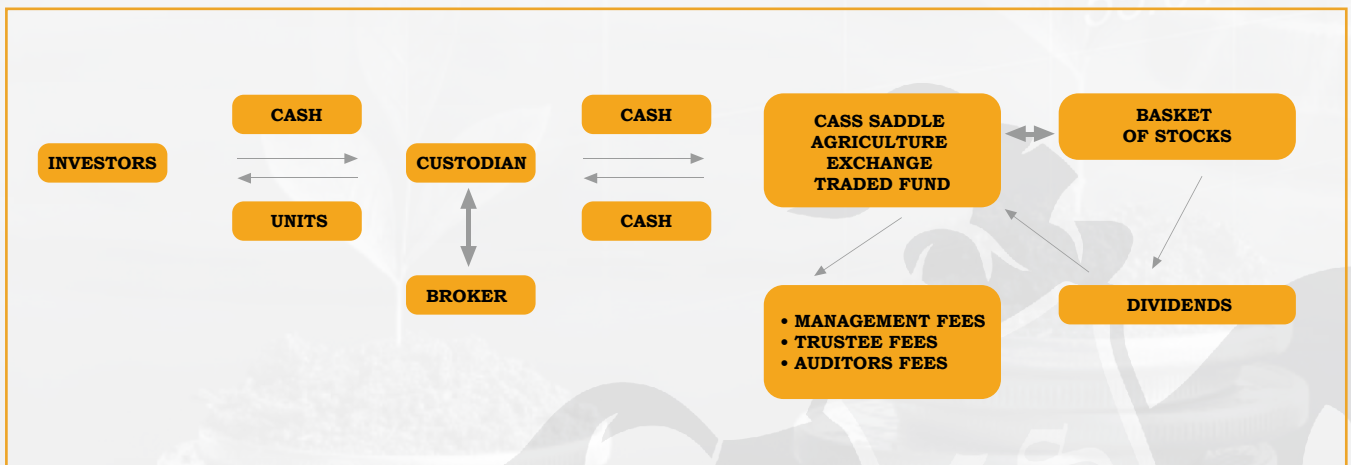 CASH
CASH
CASS SADDLE
AGRICULTURE
EXCHANGE
TRADED FUND
BASKET
OF STOCKS
INVESTORS
CUSTODIAN
UNITS
CASH
BROKER
• MANAGEMENT FEES
• TRUSTEE FEES
• AUDITORS FEES
DIVIDENDS